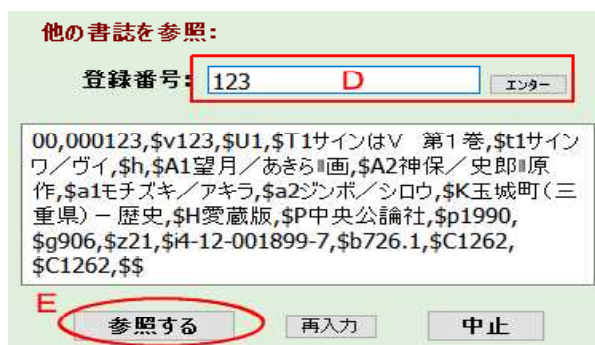 他の書誌を参照:
登録番号: 123 D エンター
00,000123,$v123,$U1,$T1サインはV 第1巻,$t1サイン
ワ/ヴィ,$h,$A1望月/あきら‖画,$A2神保/史郎‖原
作,$a1モチズキ/アキラ,$a2ジンボ/シロウ,$K玉城町(三
重県)-歴史,$H愛蔵版,$P中央公論社,$p1990,
$g906,$z21,$i4-12-001899-7,$b726.1,$C1262,
$C1262,$$
E
参照する 再入力 中止